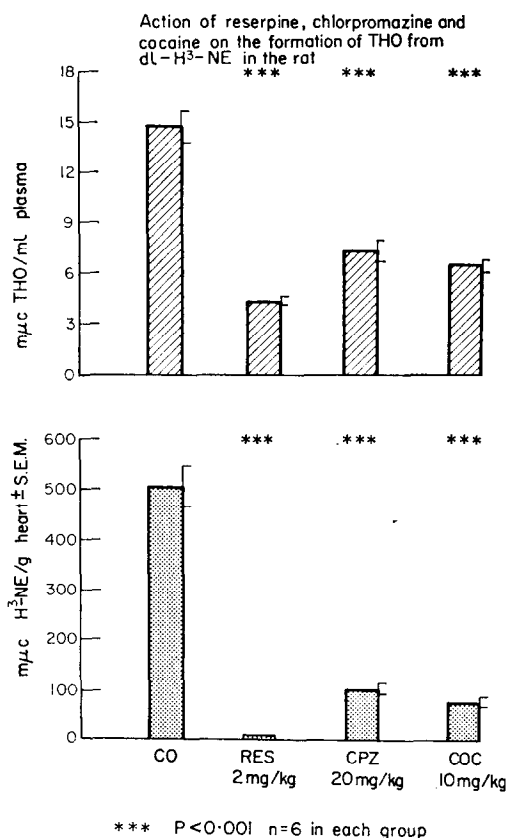 Action of reserpine, chlorpromazine and
cocaine on the formation of THO from
dl-H³-NE in the rat
18
15
12
9
6
3
0
mμc THO/ml plasma
*** *** ***
600
500
400
300
200
100
0
mμc H³-NE/g heart ± S.E.M.
*** *** ***
CO RES CPZ COC
2mg/kg 20mg/kg 10mg/kg
*** P<0·001 n=6 in each group